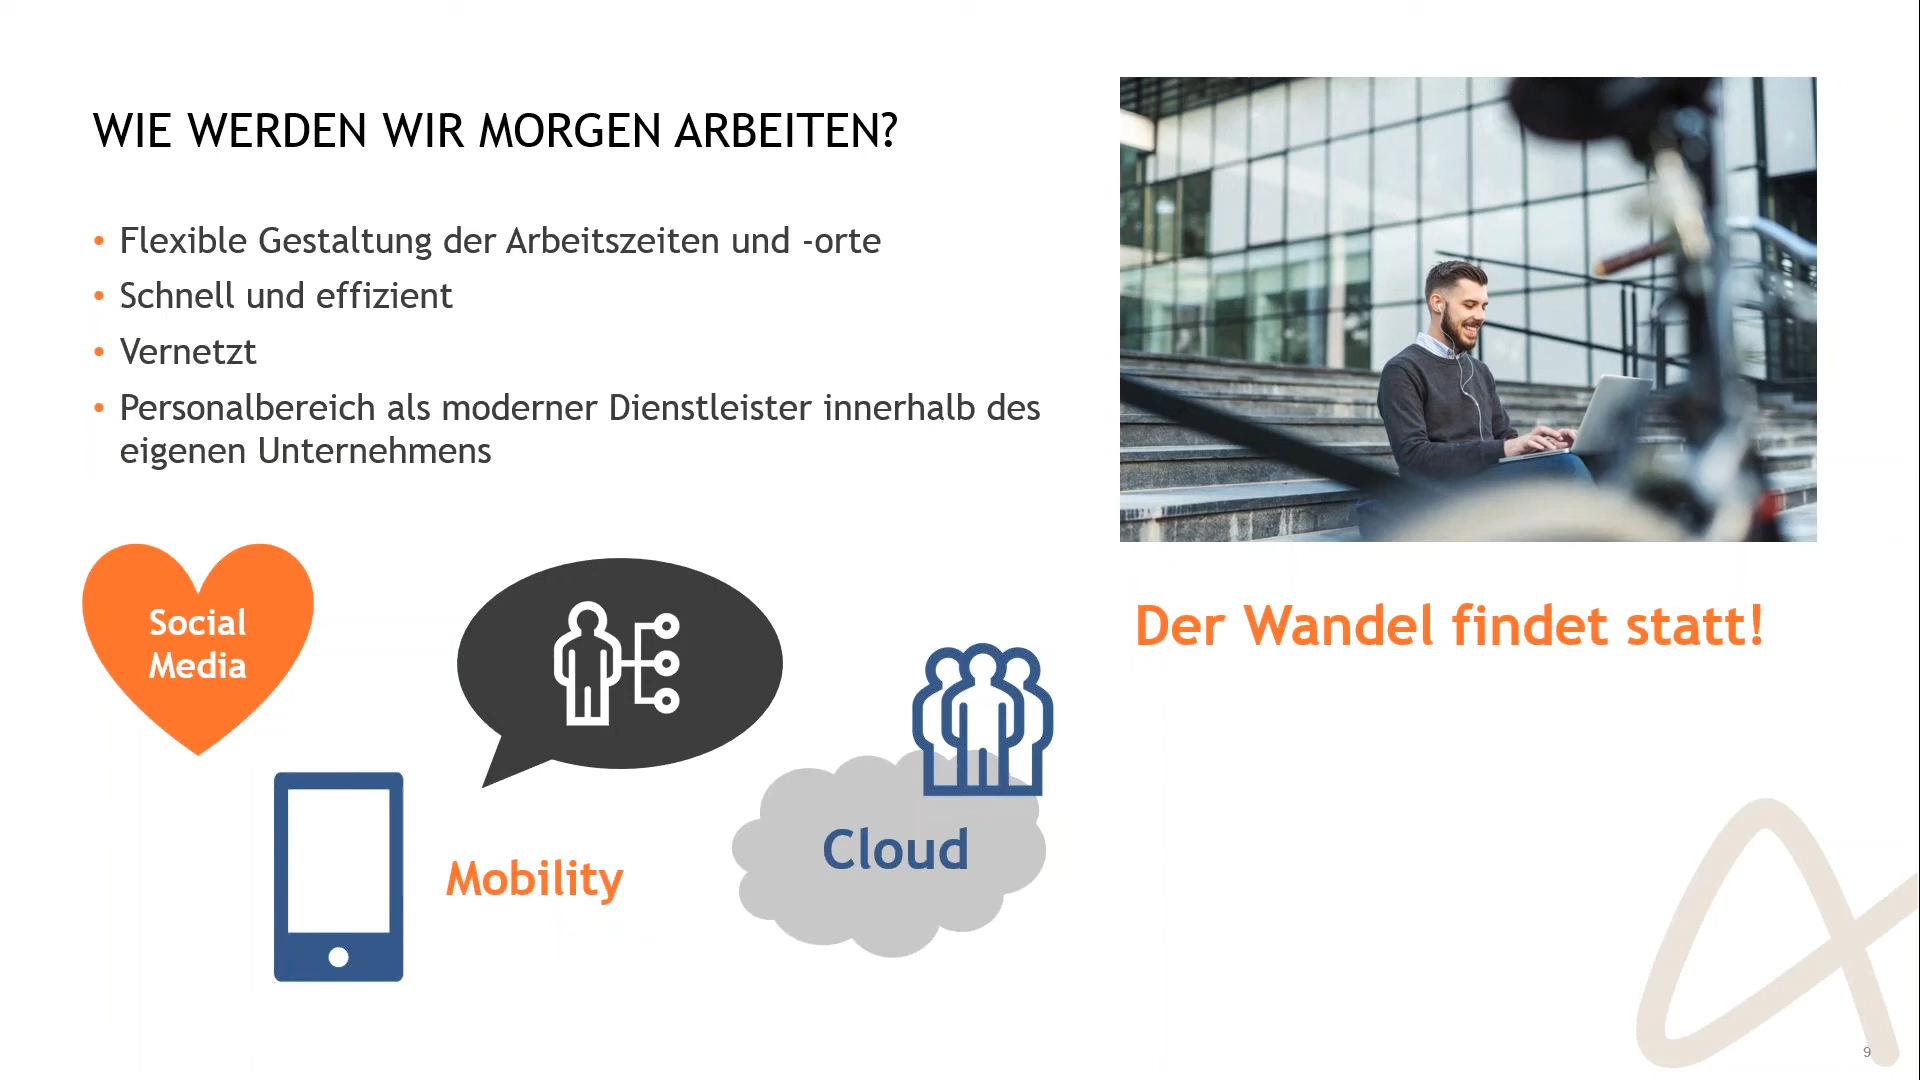 WIE WERDEN WIR MORGEN ARBEITEN?
• Flexible Gestaltung der Arbeitszeiten und -orte
• Schnell und effizient
• Vernetzt
• Personalbereich als moderner Dienstleister innerhalb des
eigenen Unternehmens
Social
Media
Mobility
Cloud
Der Wandel findet statt!
9